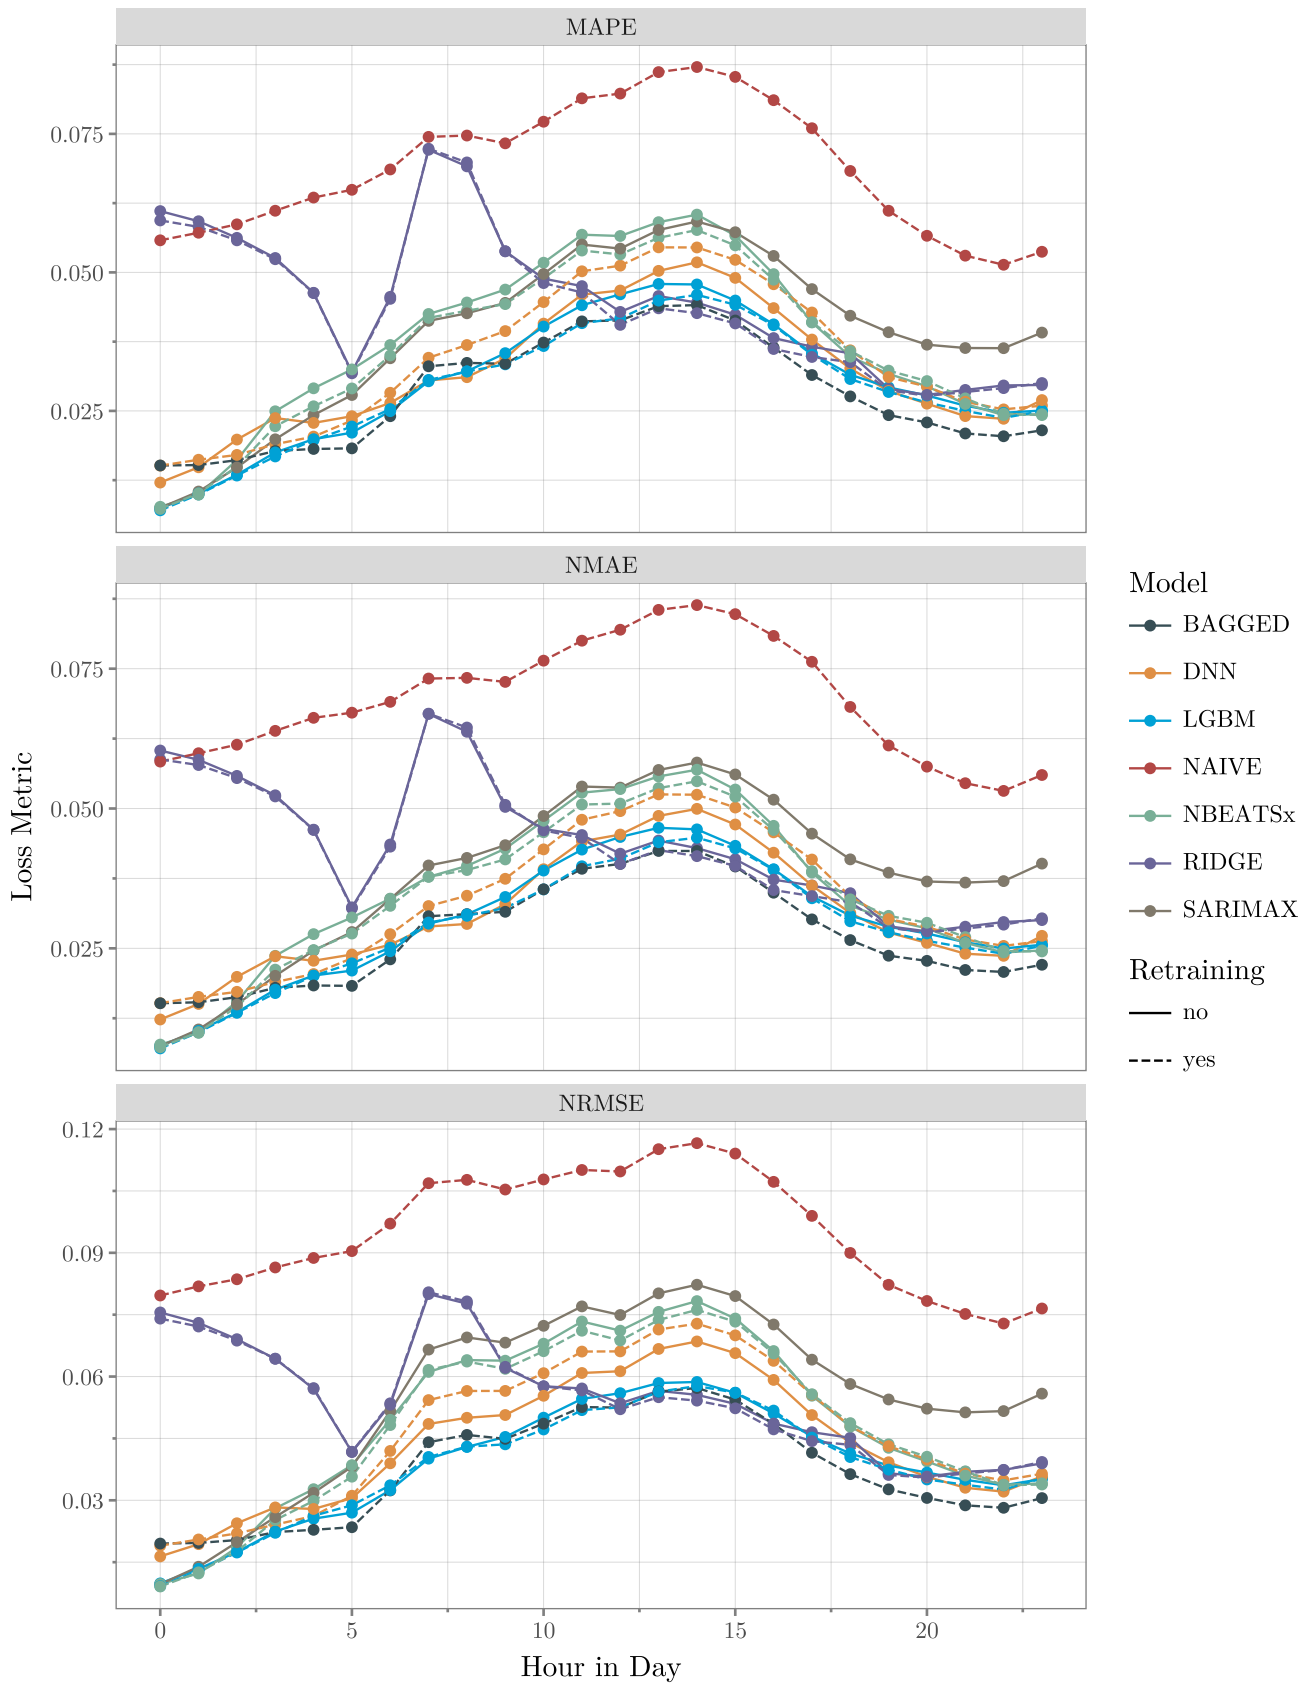 MAPE
0.075
0.050
0.025
NMAE
0.075
0.050
0.025
NRMSE
0.12
0.09
0.06
0.03
0 5 10 15 20
Hour in Day
Loss Metric
Model
BAGGED
DNN
LGBM
NAIVE
NBEATSx
RIDGE
SARIMAX
Retraining
no
yes